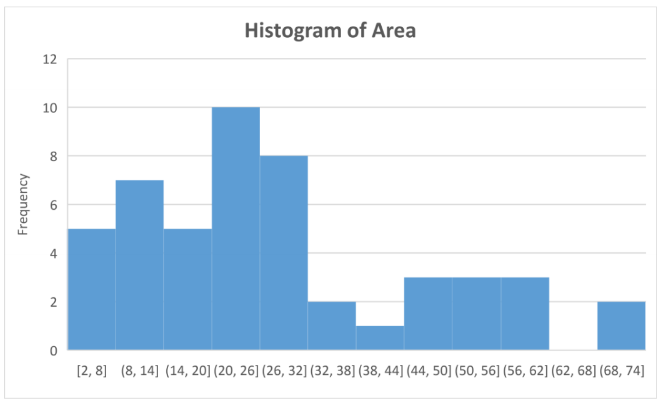 Histogram of Area
12
10
8
6
4
2
0
Frequency
[2, 8] (8, 14] (14, 20] (20, 26] (26, 32] (32, 38] (38, 44] (44, 50] (50, 56] (56, 62] (62, 68] (68, 74]